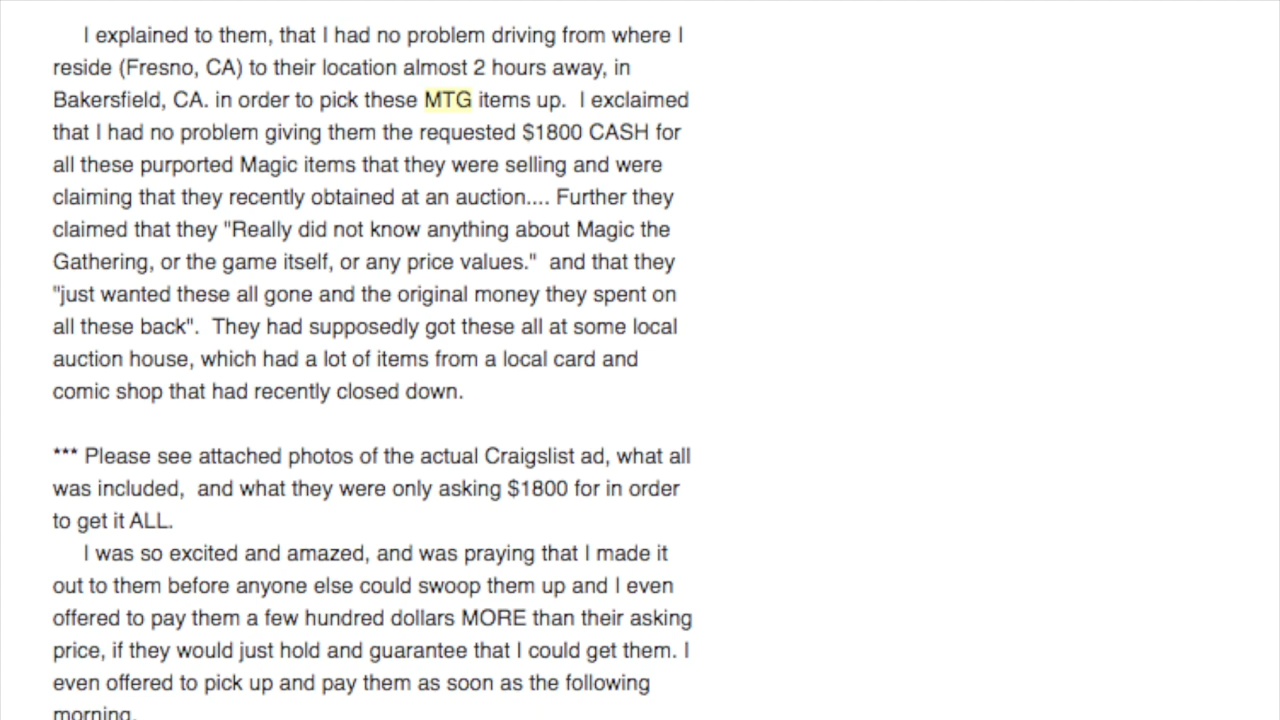 I explained to them, that I had no problem driving from where I
reside (Fresno, CA) to their location almost 2 hours away, in
Bakersfield, CA. in order to pick these MTG items up.  I exclaimed
that I had no problem giving them the requested $1800 CASH for
all these purported Magic items that they were selling and were
claiming that they recently obtained at an auction.... Further they
claimed that they "Really did not know anything about Magic the
Gathering, or the game itself, or any price values."  and that they
"just wanted these all gone and the original money they spent on
all these back".  They had supposedly got these all at some local
auction house, which had a lot of items from a local card and
comic shop that had recently closed down.
*** Please see attached photos of the actual Craigslist ad, what all
was included,  and what they were only asking $1800 for in order
to get it ALL.
I was so excited and amazed, and was praying that I made it
out to them before anyone else could swoop them up and I even
offered to pay them a few hundred dollars MORE than their asking
price, if they would just hold and guarantee that I could get them. I
even offered to pick up and pay them as soon as the following
morning.